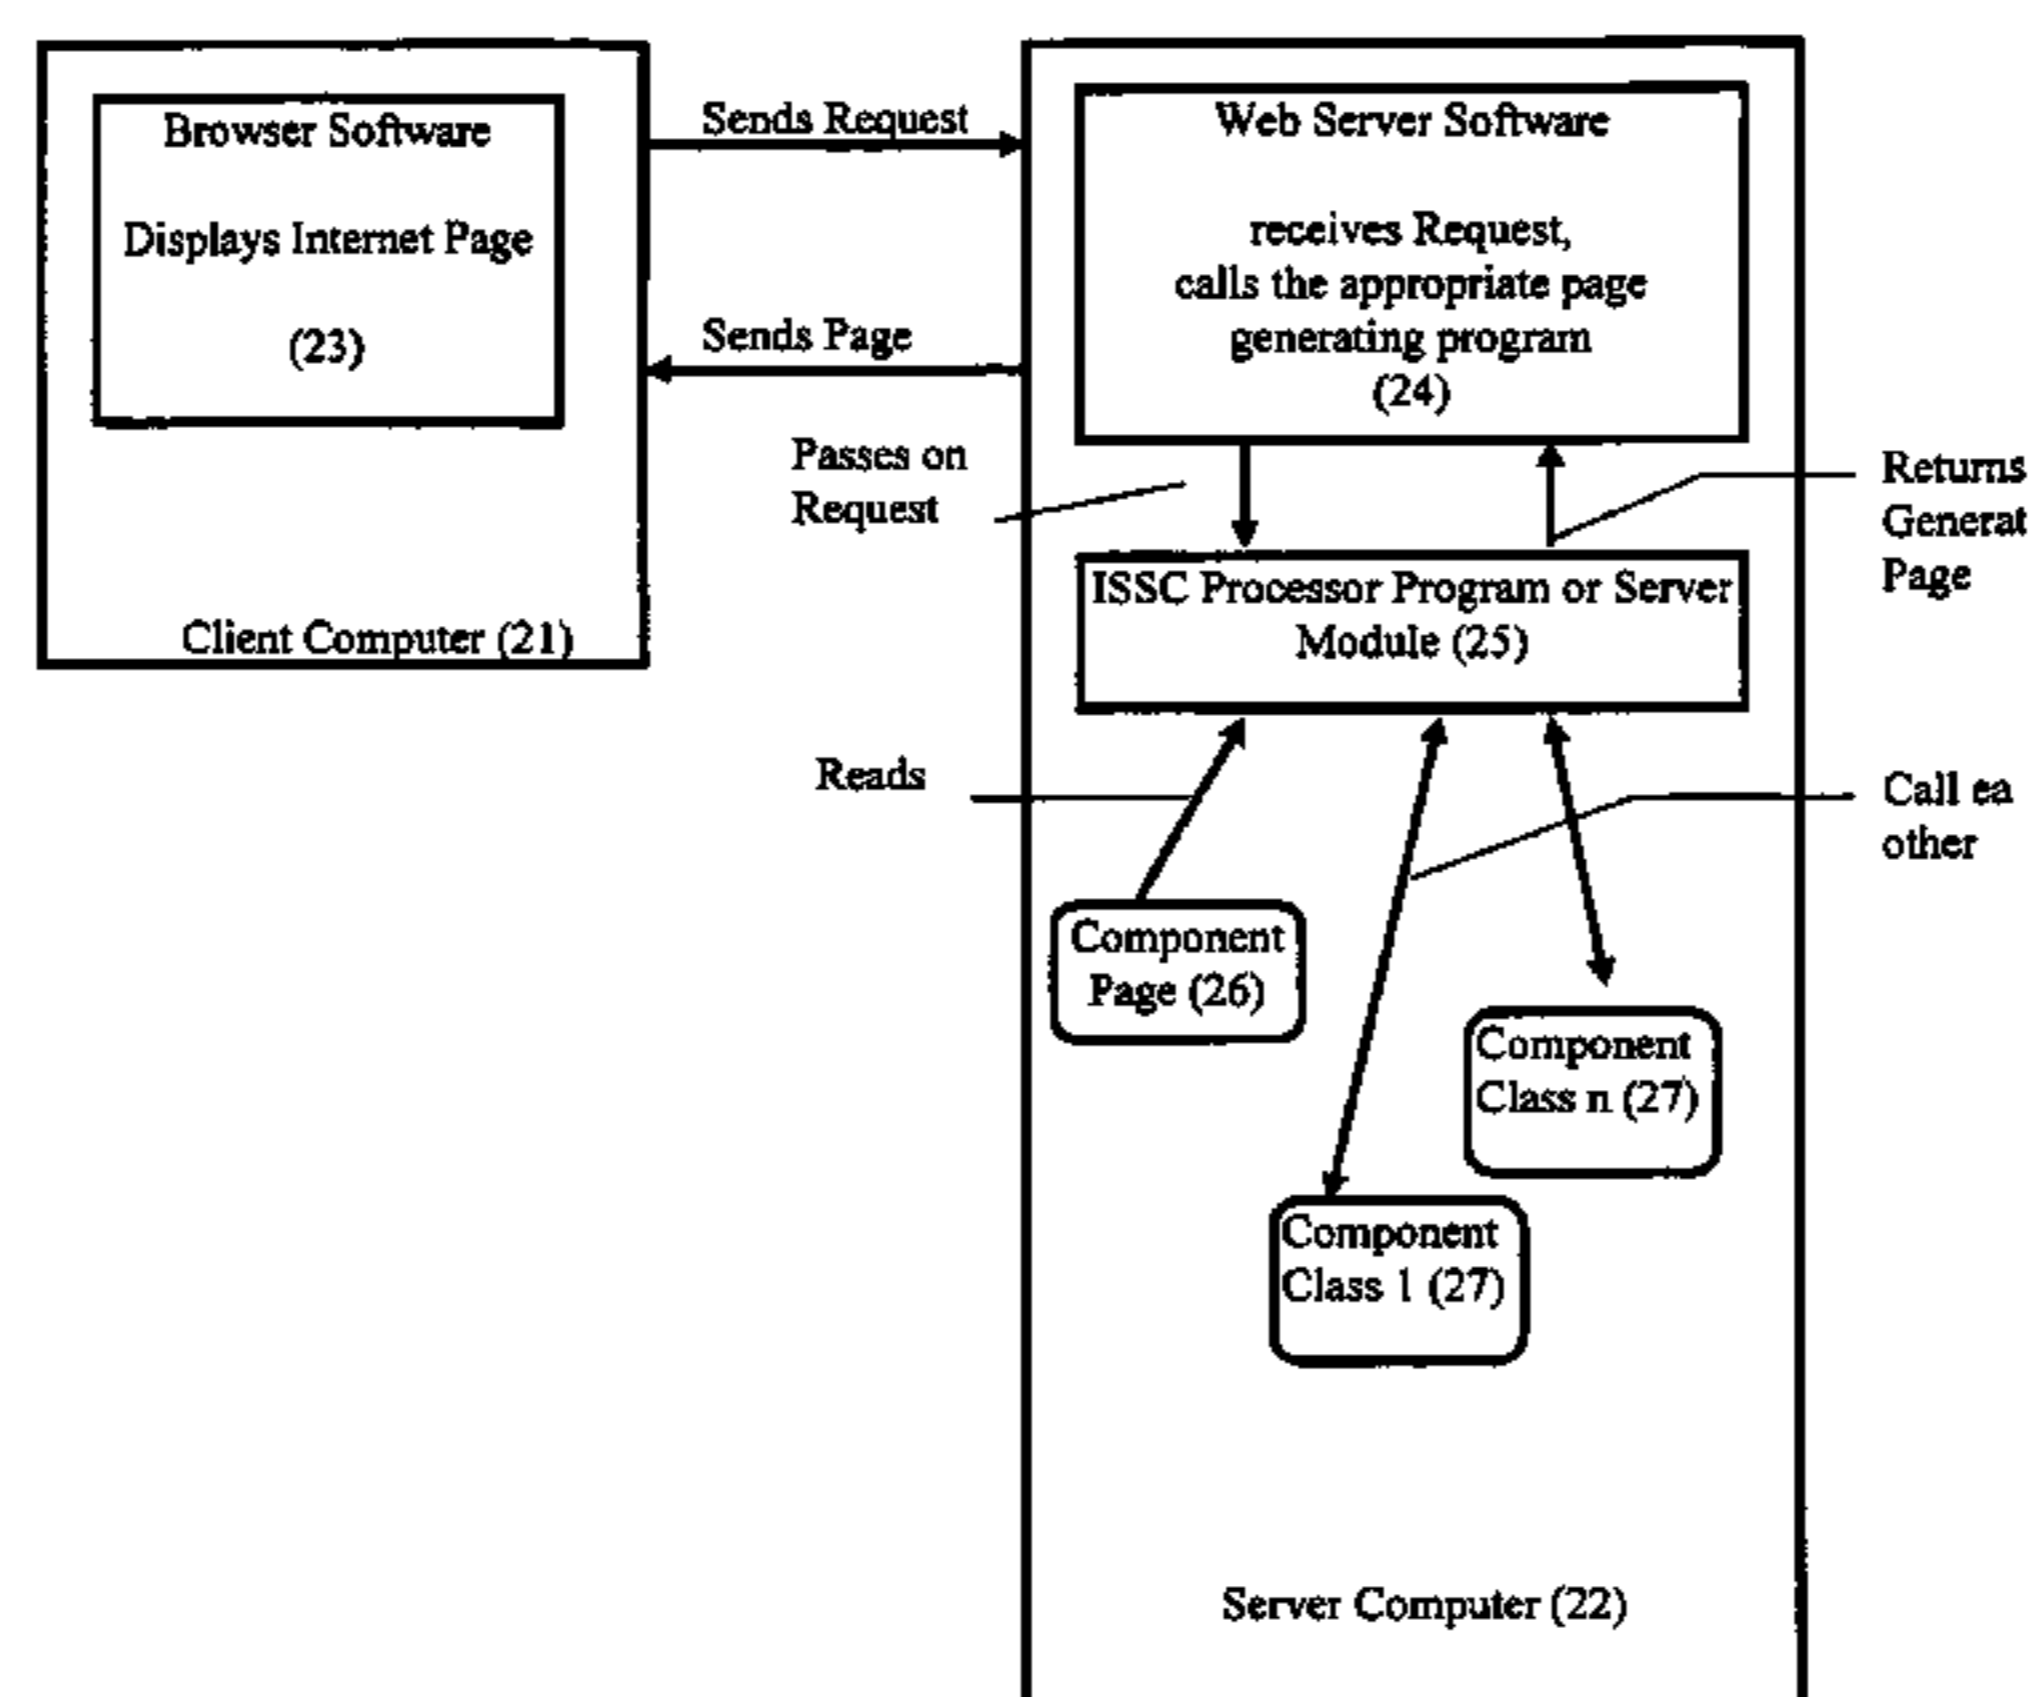 Browser Software
Displays Internet Page
(23)
Client Computer (21)
Sends Request
Sends Page
Web Server Software
receives Request,
calls the appropriate page
generating program
(24)
Passes on
Request
Returns
Generat
Page
ISSC Processor Program or Server
Module (25)
Reads
Call ea
other
Component
Page (26)
Component
Class n (27)
Component
Class 1 (27)
Server Computer (22)